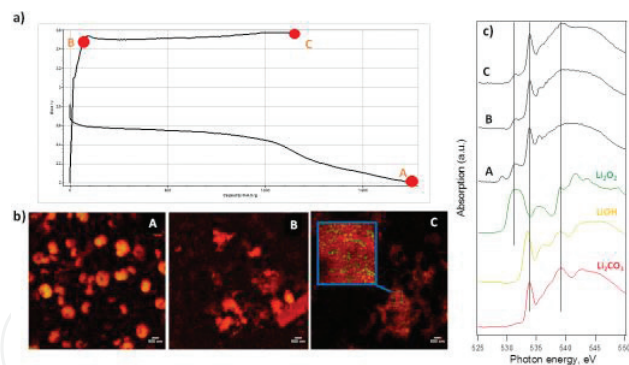 a)
B
C
A
b)
A
B
C
c)
C
B
A
Li₂O₂
LiOH
Li₂CO₃
Absorption (a.u.)
525 530 535 540 545 550
Photon energy, eV